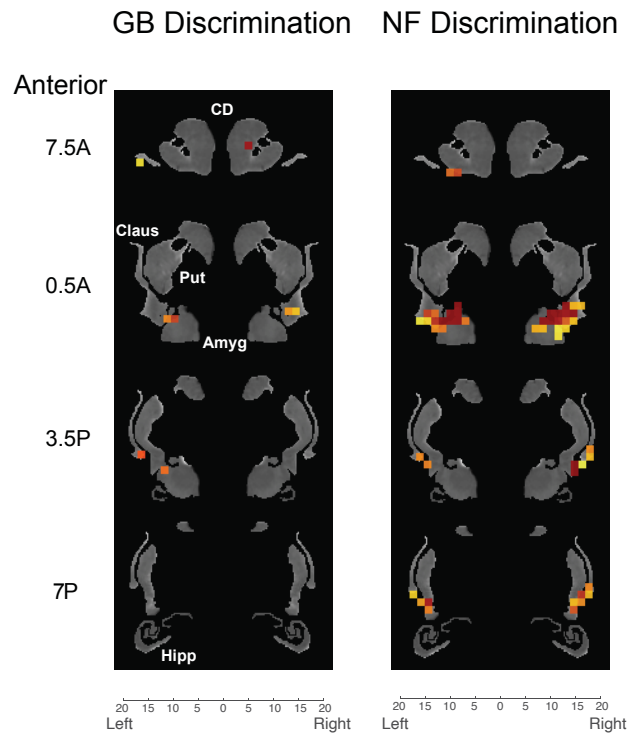 GB Discrimination NF Discrimination
Anterior
CD
7.5A
Claus
0.5A
Put
Amyg
3.5P
7P
Hipp
20 15 10 5 0 5 10 15 20 20 15 10 5 0 5 10 15 20
Left Right Left Right